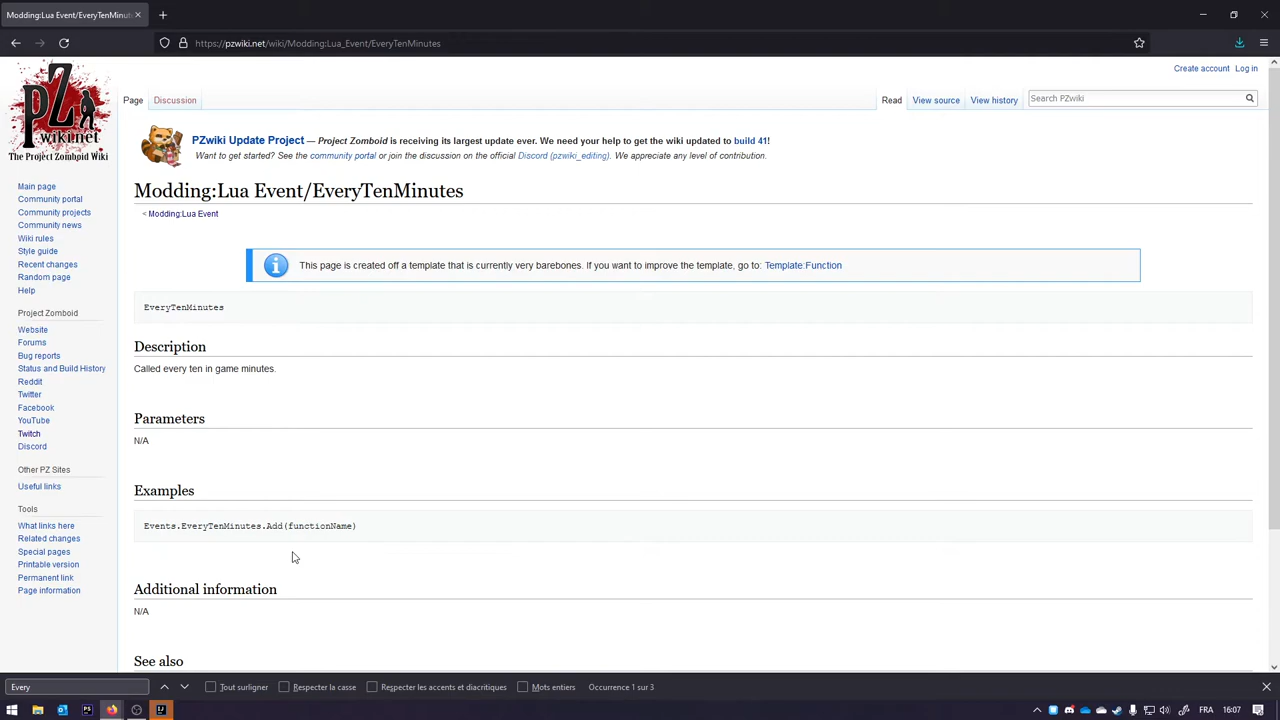 Modding:Lua Event/EveryTenMinut
https://pzwiki.net/wiki/Modding:Lua_Event/EveryTenMinutes
Create account Log in
PZ
wiki.net
The Project Zomboid Wiki
Page Discussion Read View source View history Search PZwiki
PZwiki Update Project — Project Zomboid is receiving its largest update ever. We need your help to get the wiki updated to build 41!
Want to get started? See the community portal or join the discussion on the official Discord (pzwiki_editing). We appreciate any level of contribution.
Modding:Lua Event/EveryTenMinutes
< Modding:Lua Event
This page is created off a template that is currently very barebones. If you want to improve the template, go to: Template:Function
EveryTenMinutes
Description
Called every ten in game minutes.
Parameters
N/A
Examples
Events.EveryTenMinutes.Add(functionName)
Additional information
N/A
See also
Main page
Community portal
Community projects
Community news
Wiki rules
Style guide
Recent changes
Random page
Help
Project Zomboid
Website
Forums
Bug reports
Status and Build History
Reddit
Twitter
Facebook
YouTube
Twitch
Discord
Other PZ Sites
Useful links
Tools
What links here
Related changes
Special pages
Printable version
Permanent link
Page information
Every
Tout surligner Respecter la casse Respecter les accents et diacritiques Mots entiers Occurrence 1 sur 3
FRA 16:07